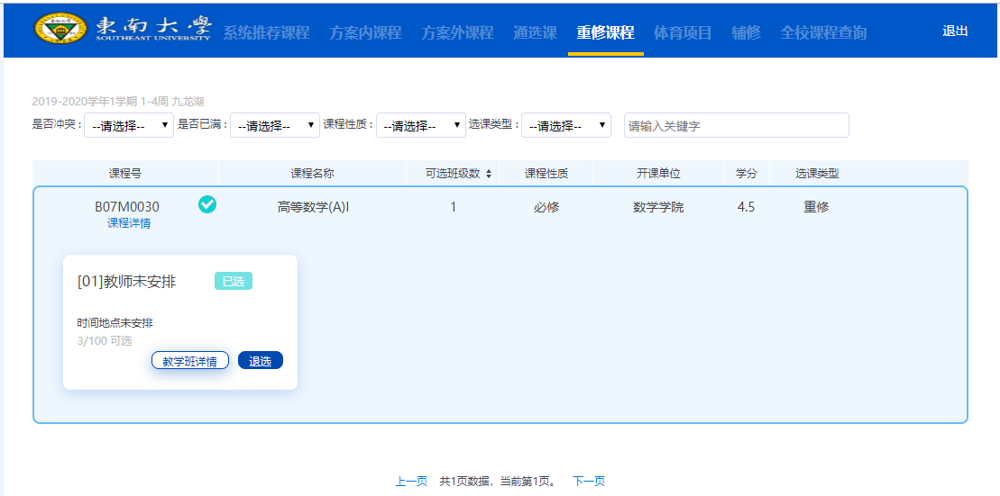 東南大學
SOUTHEAST UNIVERSITY
系统推荐课程 方案内课程 方案外课程 通选课 重修课程 体育项目 辅修 全校课程查询 退出
2019-2020学年1学期 1-4周 九龙湖
是否冲突 : --请选择-- 是否已满 : --请选择-- 课程性质 : --请选择-- 选课类型 : --请选择-- 请输入关键字
课程号 课程名称 可选班级数 课程性质 开课单位 学分 选课类型
B07M0030 高等数学(A)I 1 必修 数学学院 4.5 重修
课程详情
[01]教师未安排 已选
时间地点未安排
3/100 可选
教学班详情 退选
上一页 共1页数据，当前第1页。 下一页